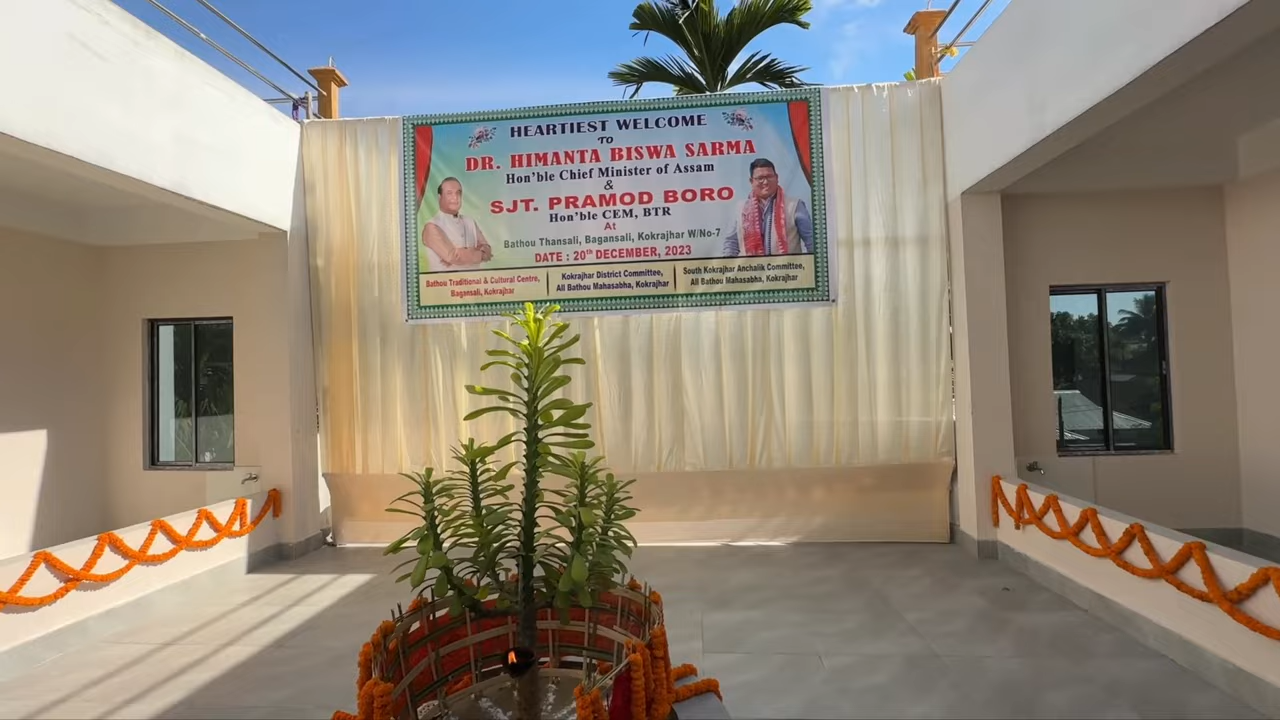 HEARTIEST WELCOME
TO
DR. HIMANTA BISWA SARMA
Hon'ble Chief Minister of Assam
&
SJT. PRAMOD BORO
Hon'ble CEM, BTR
At
Bathou Thansali, Bagansali, Kokrajhar W/No-7
DATE : 20th DECEMBER, 2023
Bathou Traditional & Cultural Centre,
Bagansali, Kokrajhar
Kokrajhar District Committee,
All Bathou Mahasabha, Kokrajhar
South Kokrajhar Anchalik Committee,
All Bathou Mahasabha, Kokrajhar